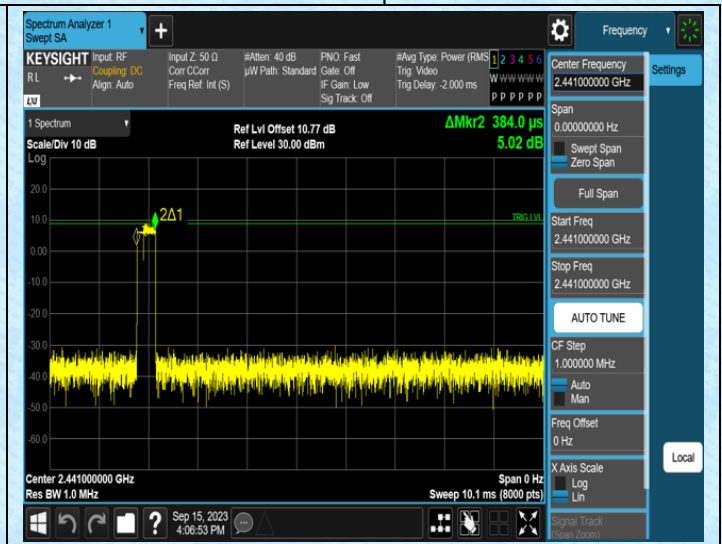 Spectrum Analyzer 1
Swept SA
Frequency
KEYSIGHT
RL
LXI
Input: RF
Coupling: DC
Align: Auto
Input Z: 50 Ω
Corr CCorr
Freq Ref: Int (S)
#Atten: 40 dB
µW Path: Standard
PNO: Fast
Gate: Off
IF Gain: Low
Sig Track: Off
#Avg Type: Power (RMS
Trig: Video
Trig Delay: -2.000 ms
1 2 3 4 5 6
W W W W W W
P P P P P P
Center Frequency
2.441000000 GHz
Settings
Span
0.00000000 Hz
Swept Span
Zero Span
Full Span
Start Freq
2.441000000 GHz
Stop Freq
2.441000000 GHz
AUTO TUNE
CF Step
1.000000 MHz
Auto
Man
Freq Offset
0 Hz
X Axis Scale
Log
Lin
Signal Track
(Span Zoom)
Local
1 Spectrum
Scale/Div 10 dB
Log
Ref Lvl Offset 10.77 dB
Ref Level 30.00 dBm
ΔMkr2 384.0 µs
5.02 dB
20.0
10.0
0.00
-10.0
-20.0
-30.0
-40.0
-50.0
-60.0
2Δ1
TRIG LVL
Center 2.441000000 GHz
Res BW 1.0 MHz
Span 0 Hz
Sweep 10.1 ms (8000 pts)
Sep 15, 2023
4:06:53 PM